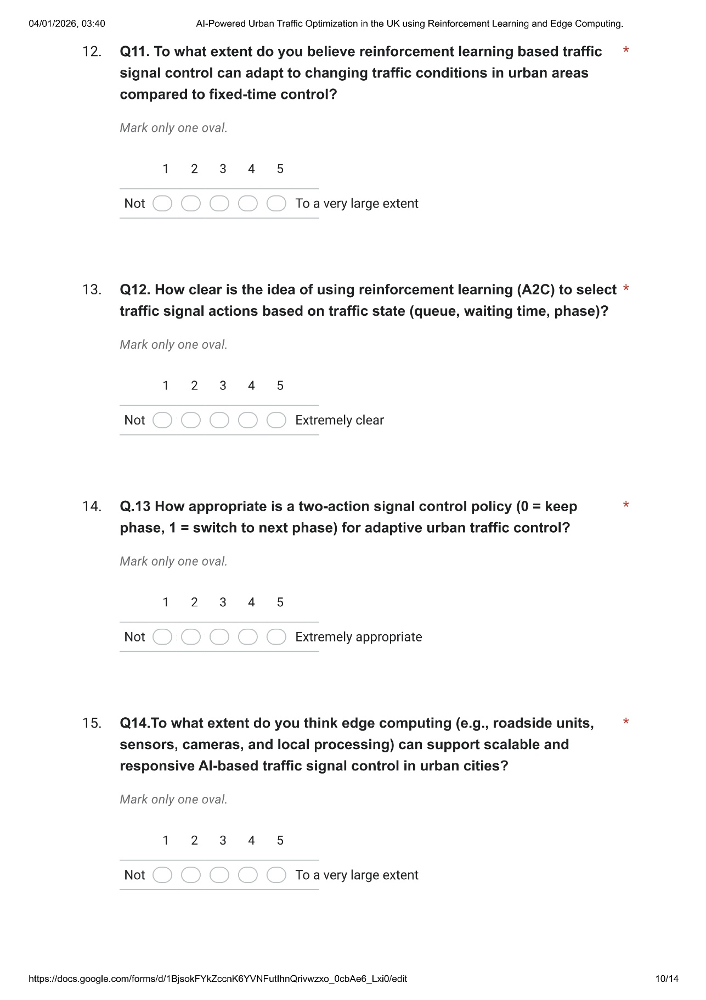 04/01/2026, 03:40 AI-Powered Urban Traffic Optimization in the UK using Reinforcement Learning and Edge Computing.
12. Q11. To what extent do you believe reinforcement learning based traffic *
signal control can adapt to changing traffic conditions in urban areas
compared to fixed-time control?
Mark only one oval.
1 2 3 4 5
Not To a very large extent
13. Q12. How clear is the idea of using reinforcement learning (A2C) to select *
traffic signal actions based on traffic state (queue, waiting time, phase)?
Mark only one oval.
1 2 3 4 5
Not Extremely clear
14. Q.13 How appropriate is a two-action signal control policy (0 = keep *
phase, 1 = switch to next phase) for adaptive urban traffic control?
Mark only one oval.
1 2 3 4 5
Not Extremely appropriate
15. Q14.To what extent do you think edge computing (e.g., roadside units, *
sensors, cameras, and local processing) can support scalable and
responsive AI-based traffic signal control in urban cities?
Mark only one oval.
1 2 3 4 5
Not To a very large extent
https://docs.google.com/forms/d/1BjsokFYkZccnK6YVNFutlhnQrivwzxo_0cbAe6_Lxi0/edit 10/14